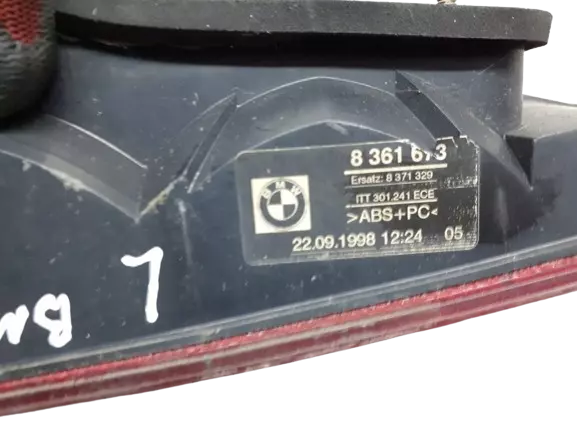 8 361 673
Ersatz: 8 371 329
ITT 301.241 ECE
>ABS+PC<
BMW
22.09.1998 12:24 05
L